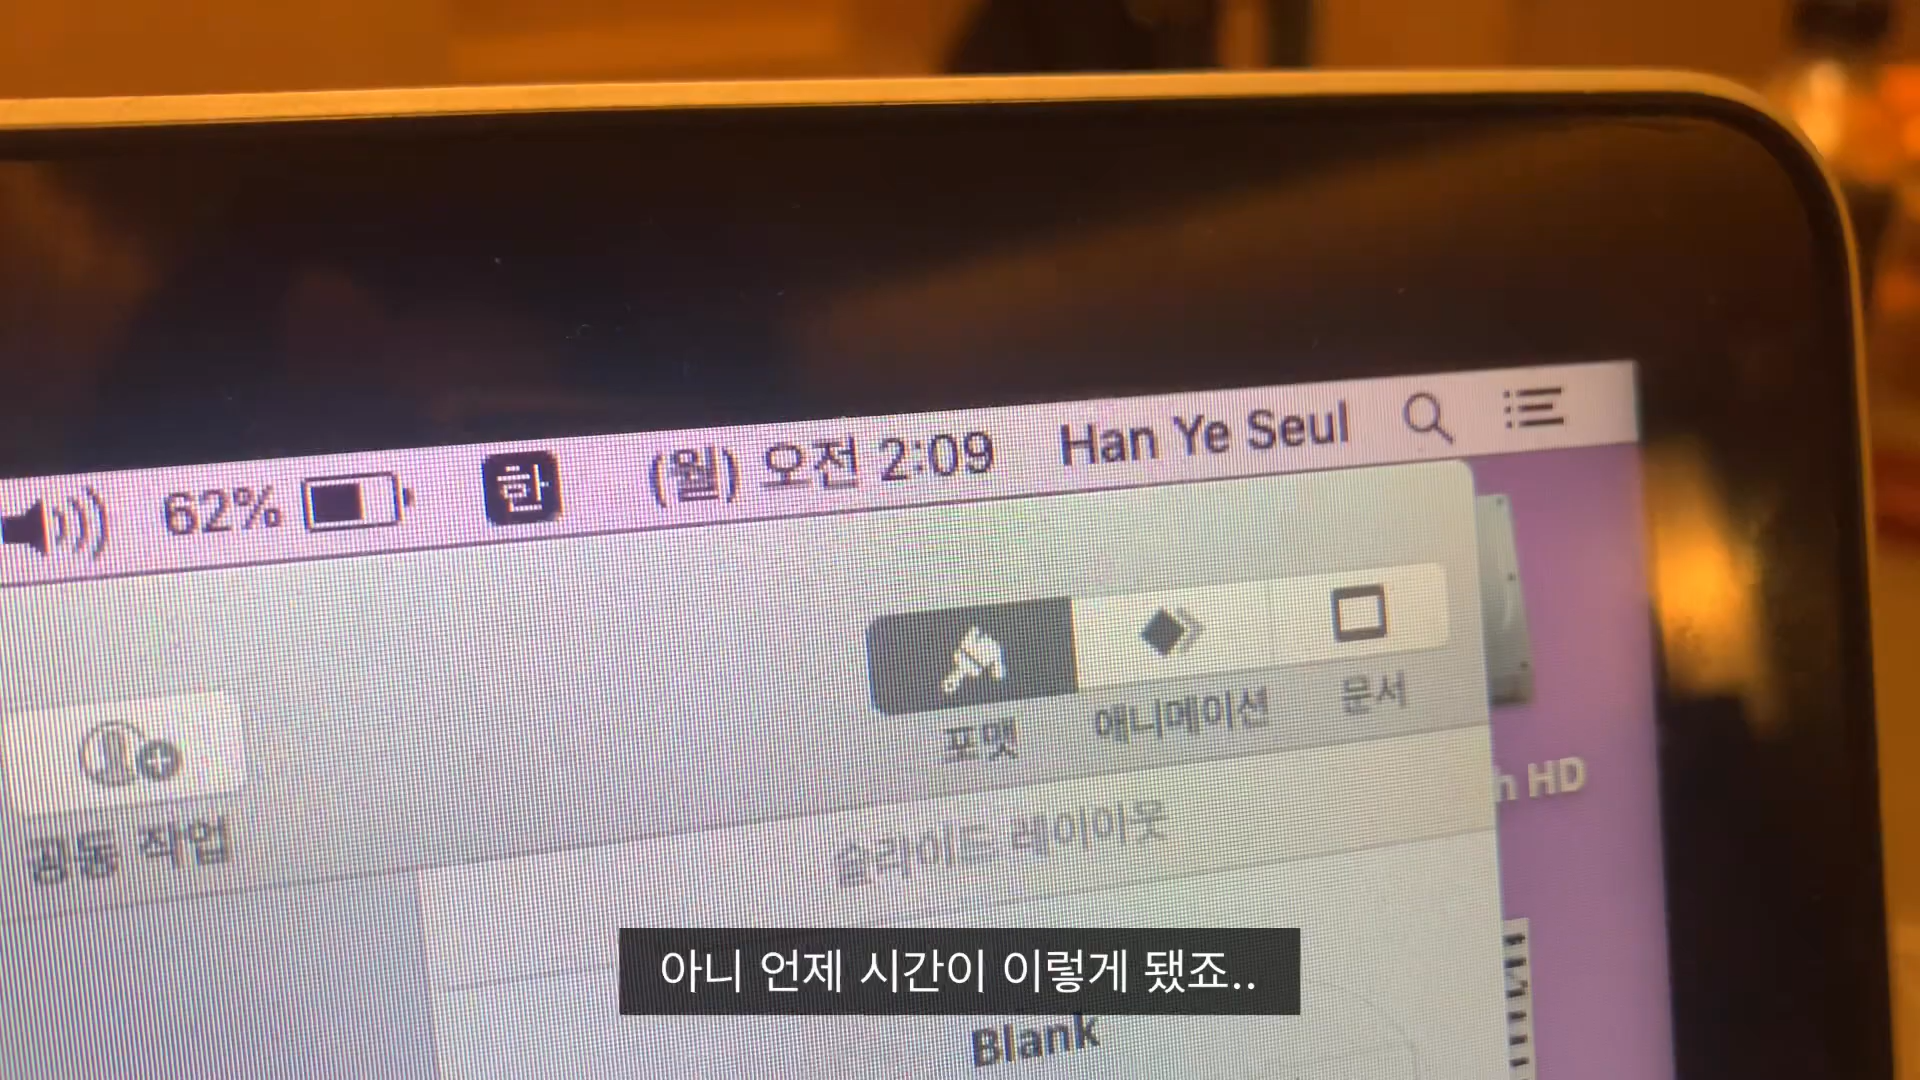 62% 한 (월) 오전 2:09 Han Ye Seul
포맷 애니메이션 문서
h HD
공동 작업
슬라이드 레이아웃
아니 언제 시간이 이렇게 됐죠..
Blank